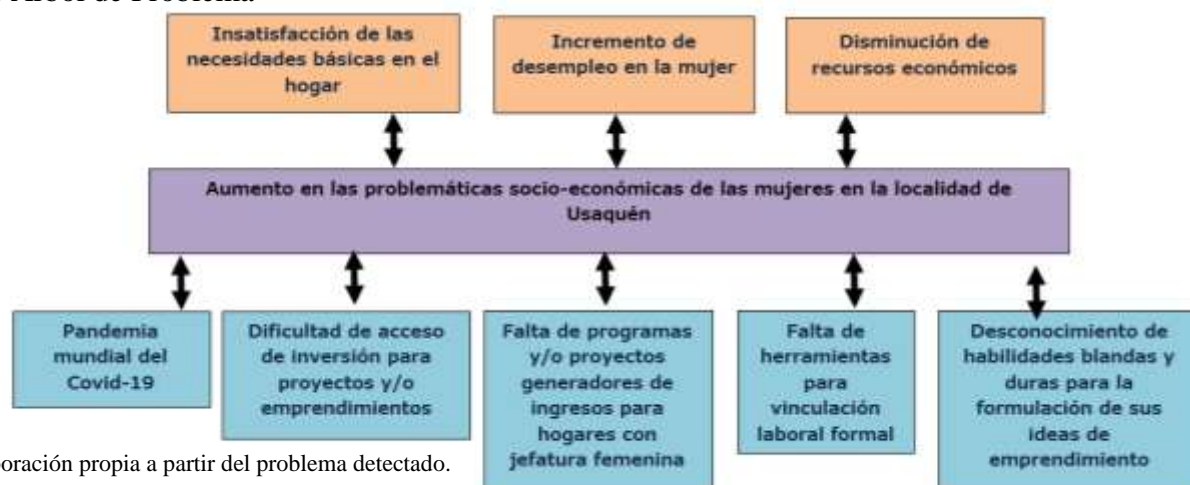 Árbol de Problema
Insatisfacción de las
necesidades básicas en el
hogar
Incremento de
desempleo en la mujer
Disminución de
recursos económicos
Aumento en las problemáticas socio-económicas de las mujeres en la localidad de
Usaquén
Pandemia
mundial del
Covid-19
Dificultad de acceso
de inversión para
proyectos y/o
emprendimientos
Falta de programas
y/o proyectos
generadores de
ingresos para
hogares con
jefatura femenina
Falta de
herramientas
para
vinculación
laboral formal
Desconocimiento de
habilidades blandas y
duras para la
formulación de sus
ideas de
emprendimiento
propia a partir del problema detectado.